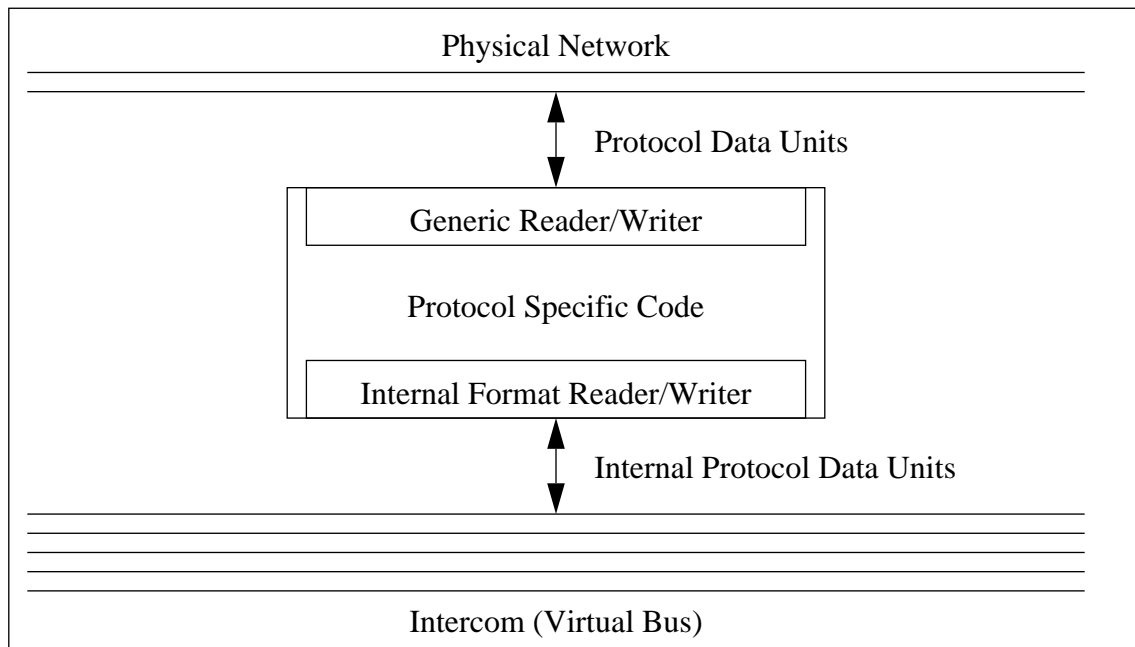 Physical Network
Protocol Data Units
Generic Reader/Writer
Protocol Specific Code
Internal Format Reader/Writer
Internal Protocol Data Units
Intercom (Virtual Bus)